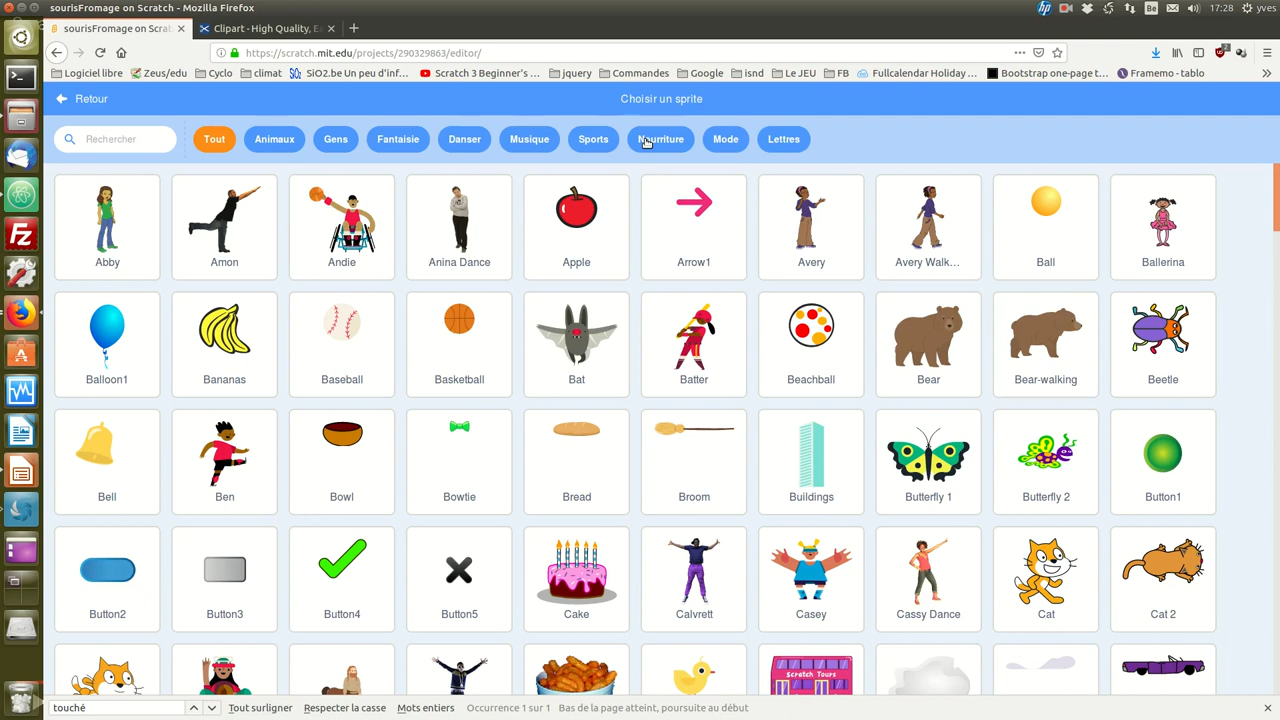 sourisFromage on Scratch - Mozilla Firefox
Be
17:28 yves
sourisFromage on Scrat
Clipart - High Quality, Ea
https://scratch.mit.edu/projects/290329863/editor/
Logiciel libre Zeus/edu Cyclo climat SiO2.be Un peu d'inf... Scratch 3 Beginner's ... jquery Commandes Google isnd Le JEU FB Fullcalendar Holiday ... Bootstrap one-page t... Framemo - tablo
Retour
Choisir un sprite
Rechercher
Tout Animaux Gens Fantaisie Danser Musique Sports Nourriture Mode Lettres
Abby Amon Andie Anina Dance Apple Arrow1 Avery Avery Walk... Ball Ballerina
Balloon1 Bananas Baseball Basketball Bat Batter Beachball Bear Bear-walking Beetle
Bell Ben Bowl Bowtie Bread Broom Buildings Butterfly 1 Butterfly 2 Button1
Button2 Button3 Button4 Button5 Cake Calvrett Casey Cassy Dance Cat Cat 2
Scratch Tours
touché
Tout surligner Respecter la casse Mots entiers Occurrence 1 sur 1 Bas de la page atteint, poursuite au début